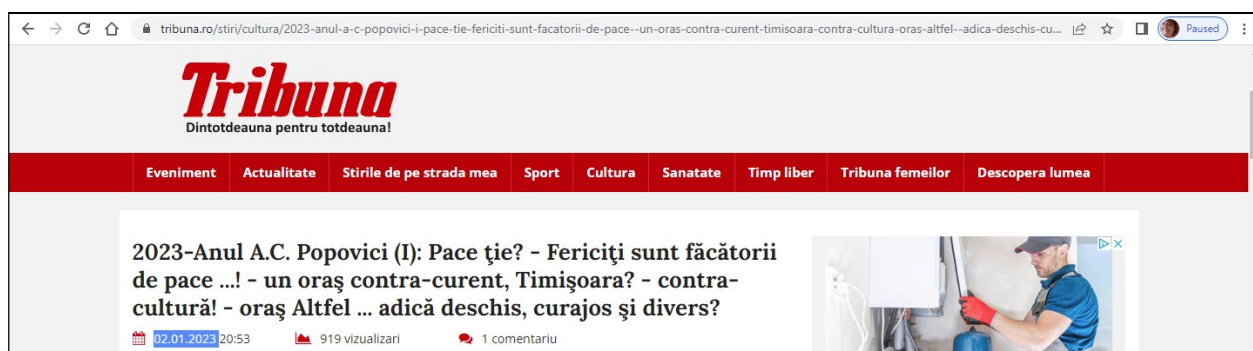 tribuna.ro/stiri/cultura/2023-anul-a-c-popovici-i-pace-tie-fericiti-sunt-facatorii-de-pace--un-oras-contra-curent-timisoara-contra-cultura-oras-altfel--adica-deschis-cu...
Paused
Tribuna
Dintotdeauna pentru totdeauna!
Eveniment Actualitate Stirile de pe strada mea Sport Cultura Sanatate Timp liber Tribuna femeilor Descopera lumea
2023-Anul A.C. Popovici (I): Pace ţie? - Fericiţi sunt făcătorii
de pace ...! - un oraş contra-curent, Timişoara? - contra-
cultură! - oraş Altfel ... adică deschis, curajos şi divers?
02.01.2023 20:53 919 vizualizari 1 comentariu